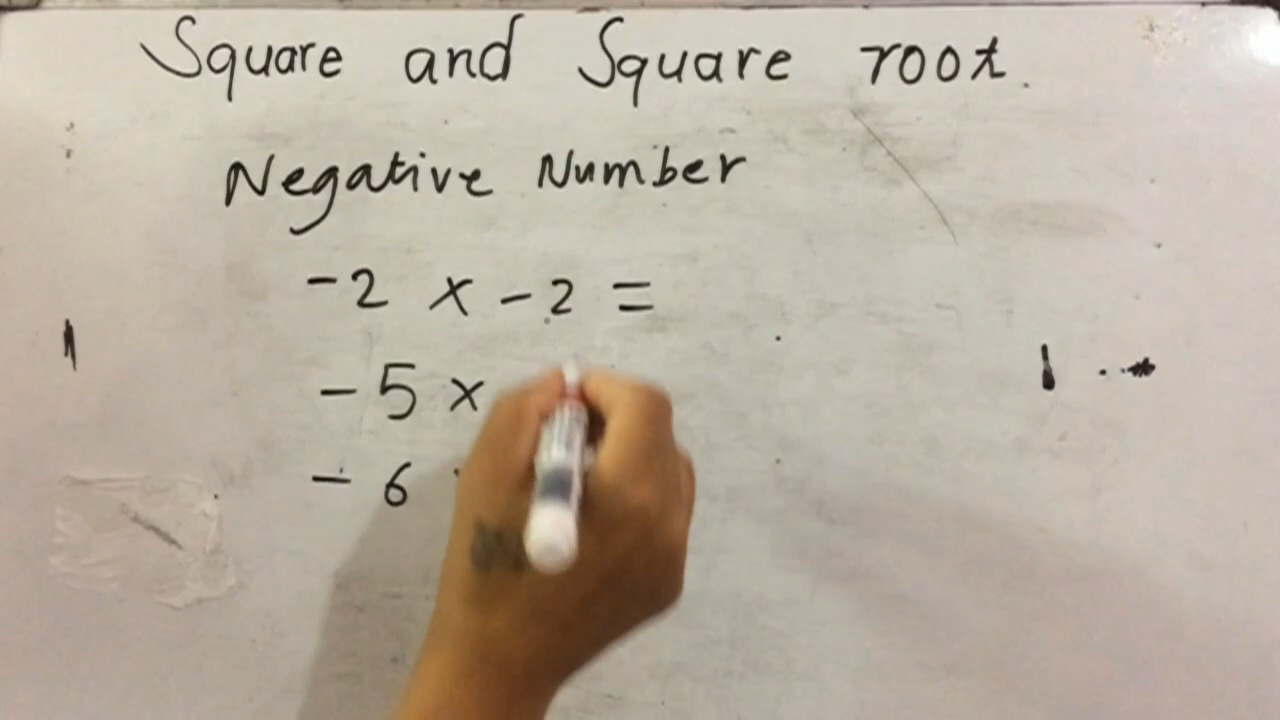 Square and Square root.
Negative Number
-2 x -2 =
-5 x
-6